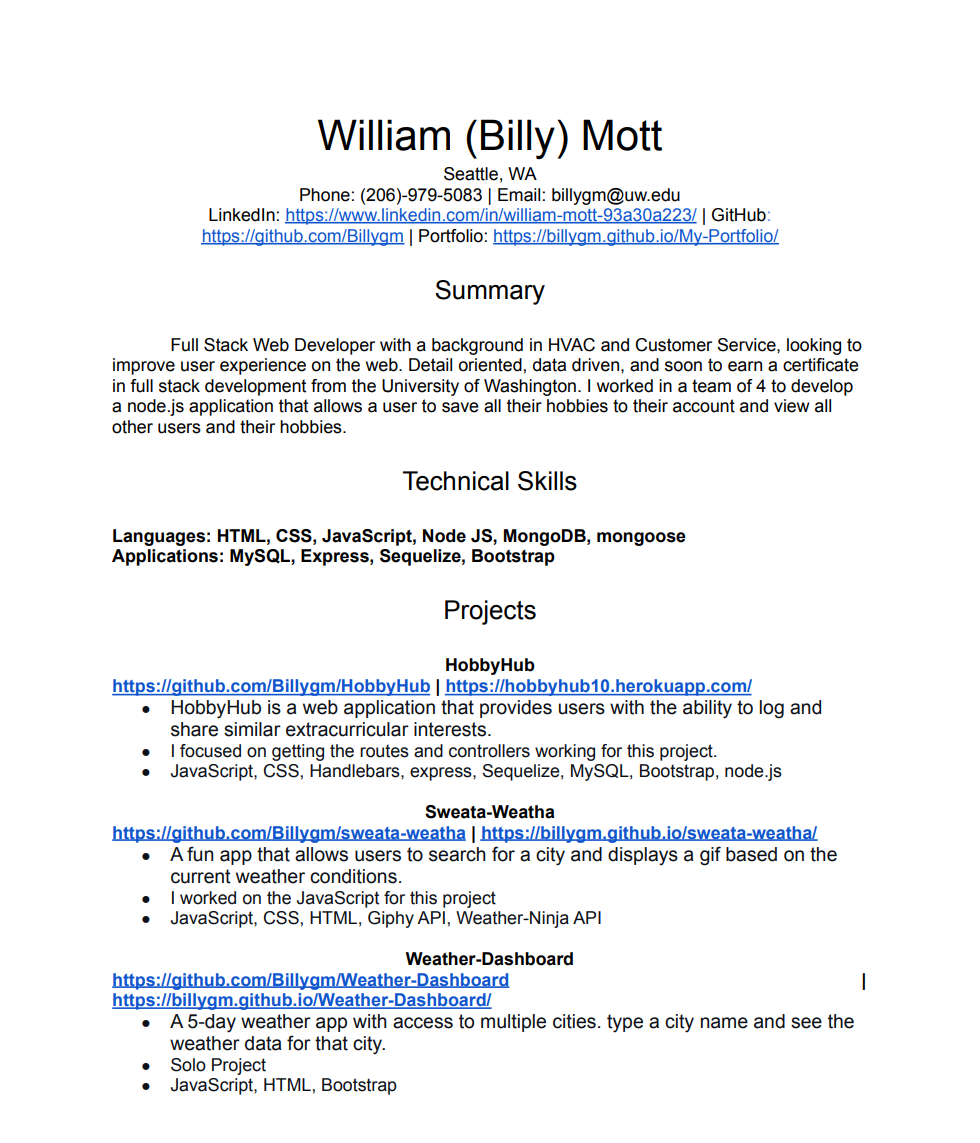 William (Billy) Mott
Seattle, WA
Phone: (206)-979-5083 | Email: billygm@uw.edu
LinkedIn: https://www.linkedin.com/in/william-mott-93a30a223/ | GitHub:
https://github.com/Billygm | Portfolio: https://billygm.github.io/My-Portfolio/
Summary
Full Stack Web Developer with a background in HVAC and Customer Service, looking to
improve user experience on the web. Detail oriented, data driven, and soon to earn a certificate
in full stack development from the University of Washington. I worked in a team of 4 to develop
a node.js application that allows a user to save all their hobbies to their account and view all
other users and their hobbies.
Technical Skills
Languages: HTML, CSS, JavaScript, Node JS, MongoDB, mongoose
Applications: MySQL, Express, Sequelize, Bootstrap
Projects
HobbyHub
https://github.com/Billygm/HobbyHub | https://hobbyhub10.herokuapp.com/
● HobbyHub is a web application that provides users with the ability to log and
share similar extracurricular interests.
● I focused on getting the routes and controllers working for this project.
● JavaScript, CSS, Handlebars, express, Sequelize, MySQL, Bootstrap, node.js
Sweata-Weatha
https://github.com/Billygm/sweata-weatha | https://billygm.github.io/sweata-weatha/
● A fun app that allows users to search for a city and displays a gif based on the
current weather conditions.
● I worked on the JavaScript for this project
● JavaScript, CSS, HTML, Giphy API, Weather-Ninja API
Weather-Dashboard
https://github.com/Billygm/Weather-Dashboard |
https://billygm.github.io/Weather-Dashboard/
● A 5-day weather app with access to multiple cities. type a city name and see the
weather data for that city.
● Solo Project
● JavaScript, HTML, Bootstrap